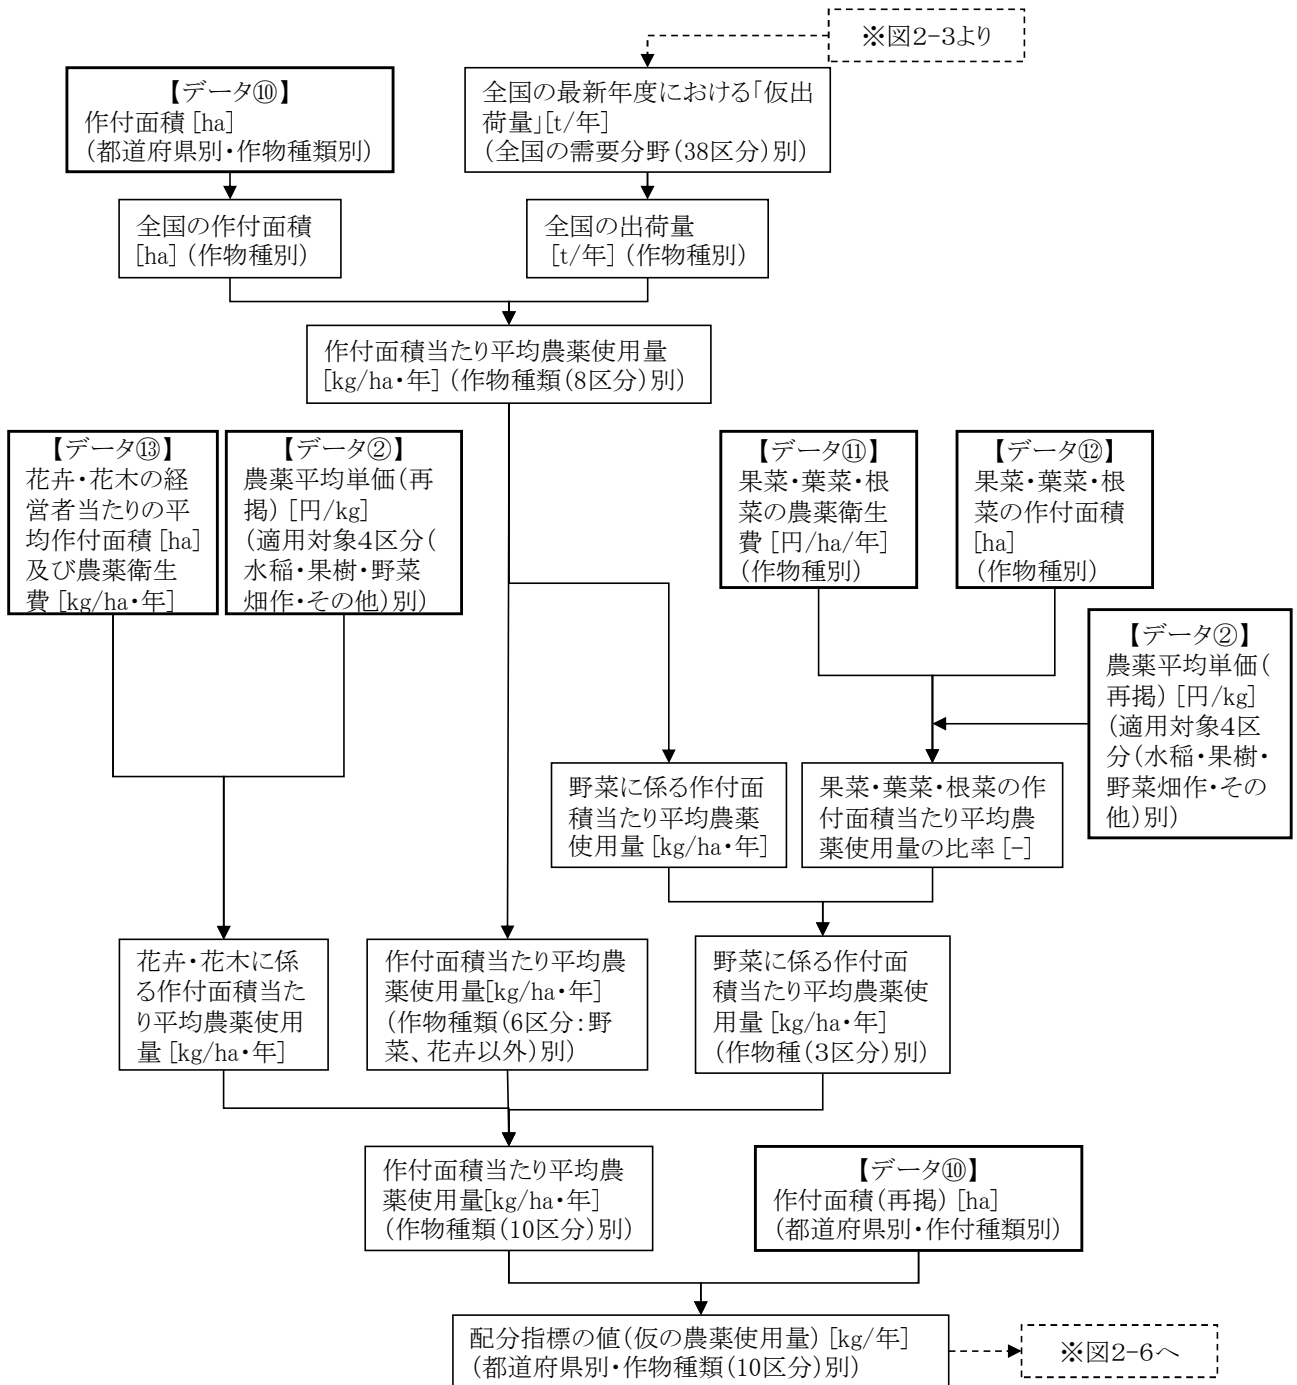 ※図2-3より
【データ⑩】
作付面積 [ha]
(都道府県別・作物種類別)
全国の最新年度における「仮出
荷量」[t/年]
(全国の需要分野(38区分)別)
全国の作付面積
[ha] (作物種別)
全国の出荷量
[t/年] (作物種別)
作付面積当たり平均農薬使用量
[kg/ha・年] (作物種類(8区分)別)
【データ⑬】
花卉・花木の経
営者当たりの平
均作付面積 [ha]
及び農薬衛生
費 [kg/ha・年]
【データ②】
農薬平均単価(再
掲) [円/kg]
(適用対象4区分(
水稲・果樹・野菜
畑作・その他)別)
【データ⑪】
果菜・葉菜・根
菜の農薬衛生
費 [円/ha/年]
(作物種別)
【データ⑫】
果菜・葉菜・根
菜の作付面積
[ha]
(作物種別)
【データ②】
農薬平均単価(
再掲) [円/kg]
(適用対象4区
分(水稲・果樹・
野菜畑作・その
他)別)
野菜に係る作付面
積当たり平均農薬
使用量 [kg/ha・年]
果菜・葉菜・根菜の作
付面積当たり平均農
薬使用量の比率 [-]
花卉・花木に係
る作付面積当た
り平均農薬使用
量 [kg/ha・年]
作付面積当たり平均農
薬使用量[kg/ha・年]
(作物種類(6区分:野
菜、花卉以外)別)
野菜に係る作付面
積当たり平均農薬使
用量 [kg/ha・年]
(作物種(3区分)別)
作付面積当たり平均農
薬使用量[kg/ha・年]
(作物種類(10区分)別)
【データ⑩】
作付面積(再掲) [ha]
(都道府県別・作付種類別)
配分指標の値(仮の農薬使用量) [kg/年]
(都道府県別・作物種類(10区分)別)
※図2-6へ